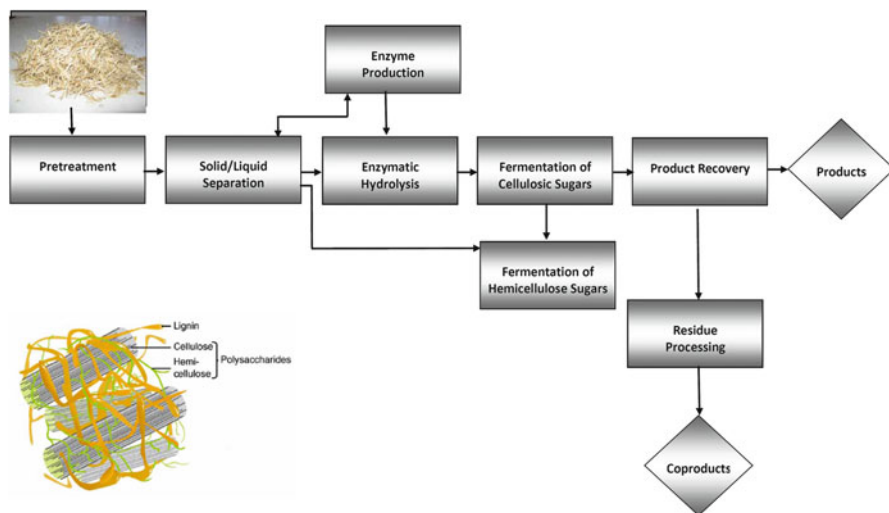 Enzyme
Production
Pretreatment
Solid/Liquid
Separation
Enzymatic
Hydrolysis
Fermentation of
Cellulosic Sugars
Product Recovery
Products
Fermentation of
Hemicellulose Sugars
Residue
Processing
Coproducts
Lignin
Cellulose
Hemi-
cellulose
Polysaccharides